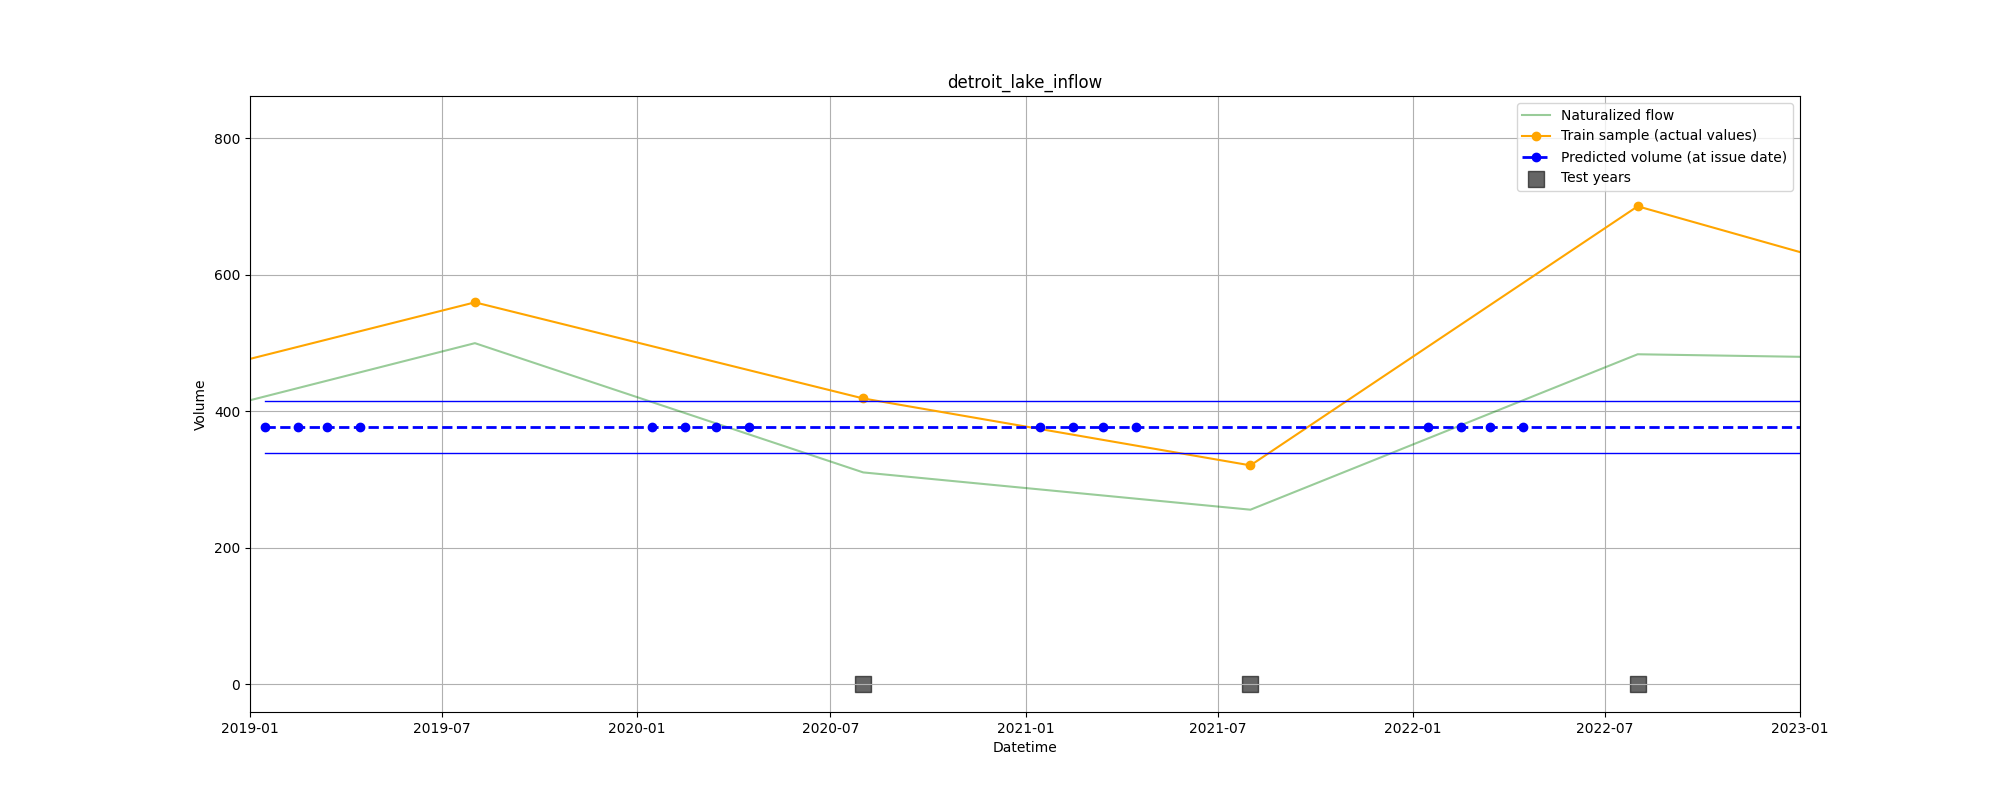 detroit_lake_inflow
Naturalized flow
Train sample (actual values)
Predicted volume (at issue date)
Test years
800
600
400
200
0
Volume
2019-01 2019-07 2020-01 2020-07 2021-01 2021-07 2022-01 2022-07 2023-01
Datetime